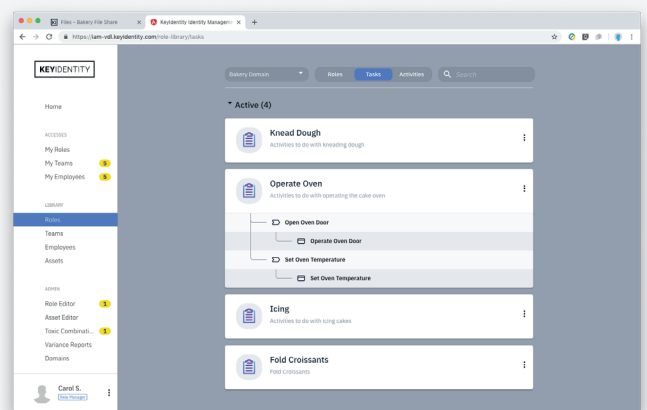 Files - Bakery File Share
KeyIdentity Identity Manageme
https://iam-vdi.keyidentity.com/role-library/tasks
KEYIDENTITY
Home
ACCESSES
My Roles
My Teams 5
My Employees 5
LIBRARY
Roles
Teams
Employees
Assets
ADMIN
Role Editor 1
Asset Editor
Toxic Combinati... 1
Variance Reports
Domains
Carol S.
Role Manager
Bakery Domain
Roles
Tasks
Activities
Search
Active (4)
Knead Dough
Activities to do with kneading dough
Operate Oven
Activities to do with operating the cake oven
Open Oven Door
Operate Oven Door
Set Oven Temperature
Set Oven Temperature
Icing
Activities to do with icing cakes
Fold Croissants
Fold Croissants